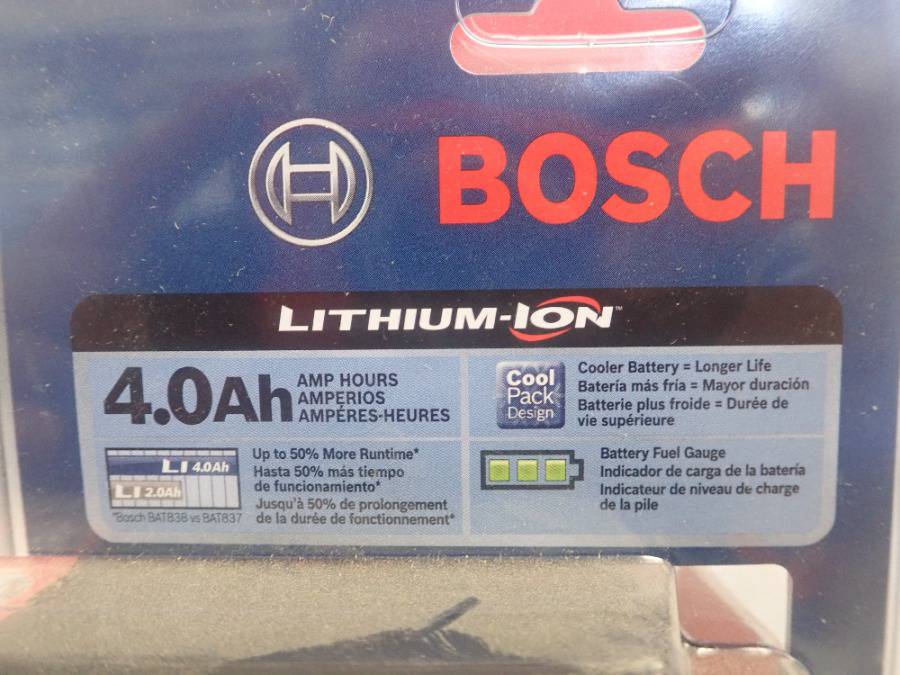 BOSCH
LITHIUM-ION™
4.0Ah
AMP HOURS
AMPERIOS
AMPÉRES-HEURES
Cool
Pack
Design
Cooler Battery = Longer Life
Batería más fría = Mayor duración
Batterie plus froide = Durée de
vie supérieure
LI 4.0Ah
LI 2.0Ah
*Bosch BAT838 vs BAT837
Up to 50% More Runtime*
Hasta 50% más tiempo
de funcionamiento*
Jusqu'à 50% de prolongement
de la durée de fonctionnement*
Battery Fuel Gauge
Indicador de carga de la batería
Indicateur de niveau de charge
de la pile